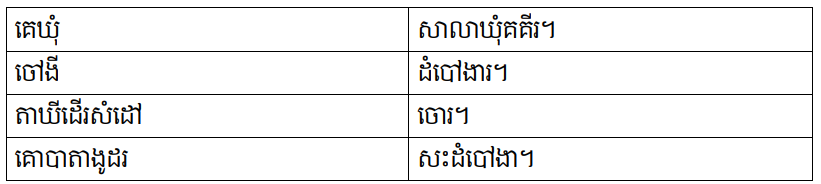 គេឃុំ	សាលាឃុំគគីរ។
ចៅងី	ដំបៅងារ។
តាឃីដើរសំដៅ	ចោរ។
គោបាតាងូដរ	សះដំបៅងា។